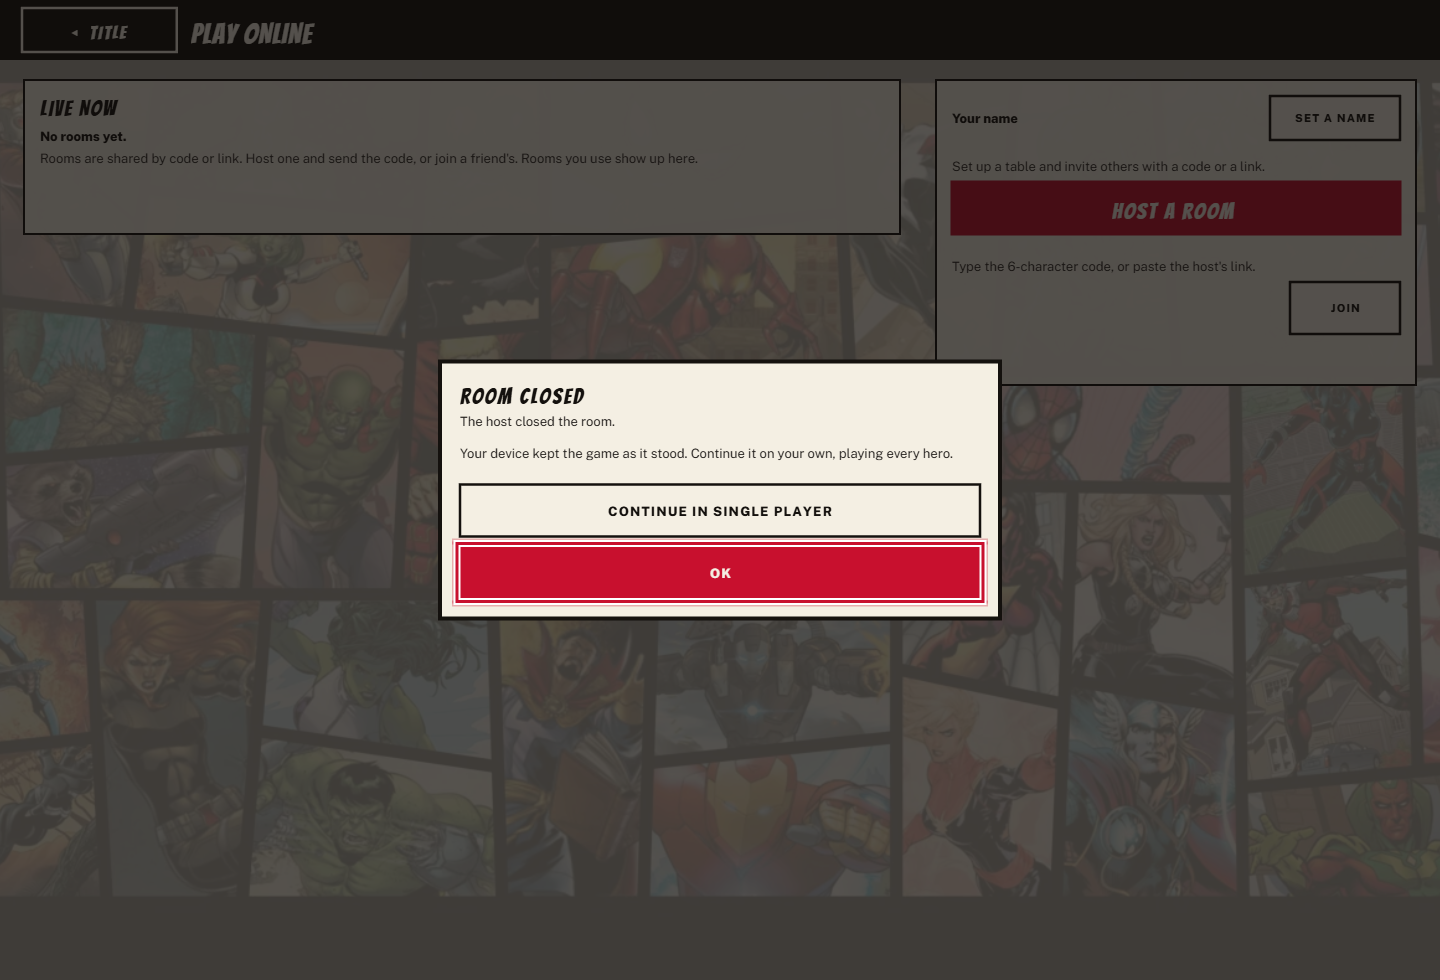 ◂ TITLE
PLAY ONLINE
LIVE NOW
No rooms yet.
Rooms are shared by code or link. Host one and send the code, or join a friend's. Rooms you use show up here.
Your name
SET A NAME
Set up a table and invite others with a code or a link.
HOST A ROOM
Type the 6-character code, or paste the host's link.
JOIN
ROOM CLOSED
The host closed the room.
Your device kept the game as it stood. Continue it on your own, playing every hero.
CONTINUE IN SINGLE PLAYER
OK